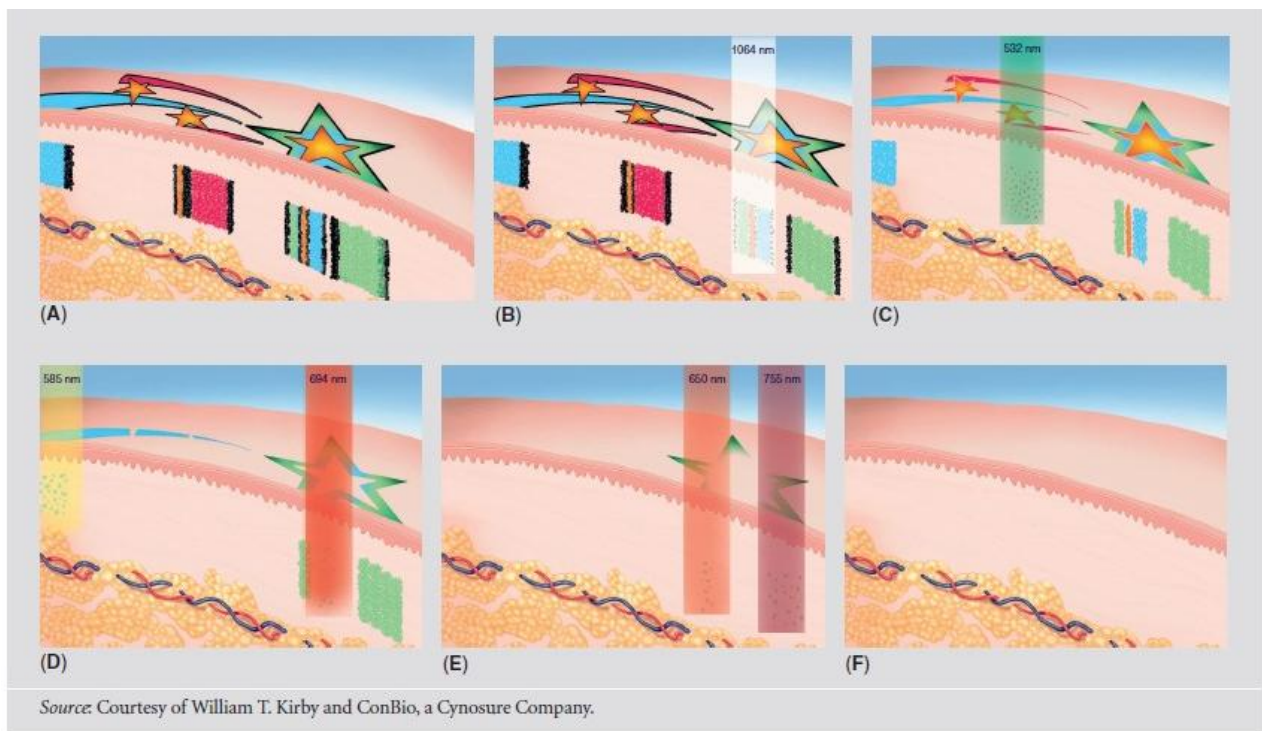 1064 nm
532 nm
(A)
(B)
(C)
585 nm
694 nm
650 nm
755 nm
(D)
(E)
(F)
Source: Courtesy of William T. Kirby and ConBio, a Cynosure Company.